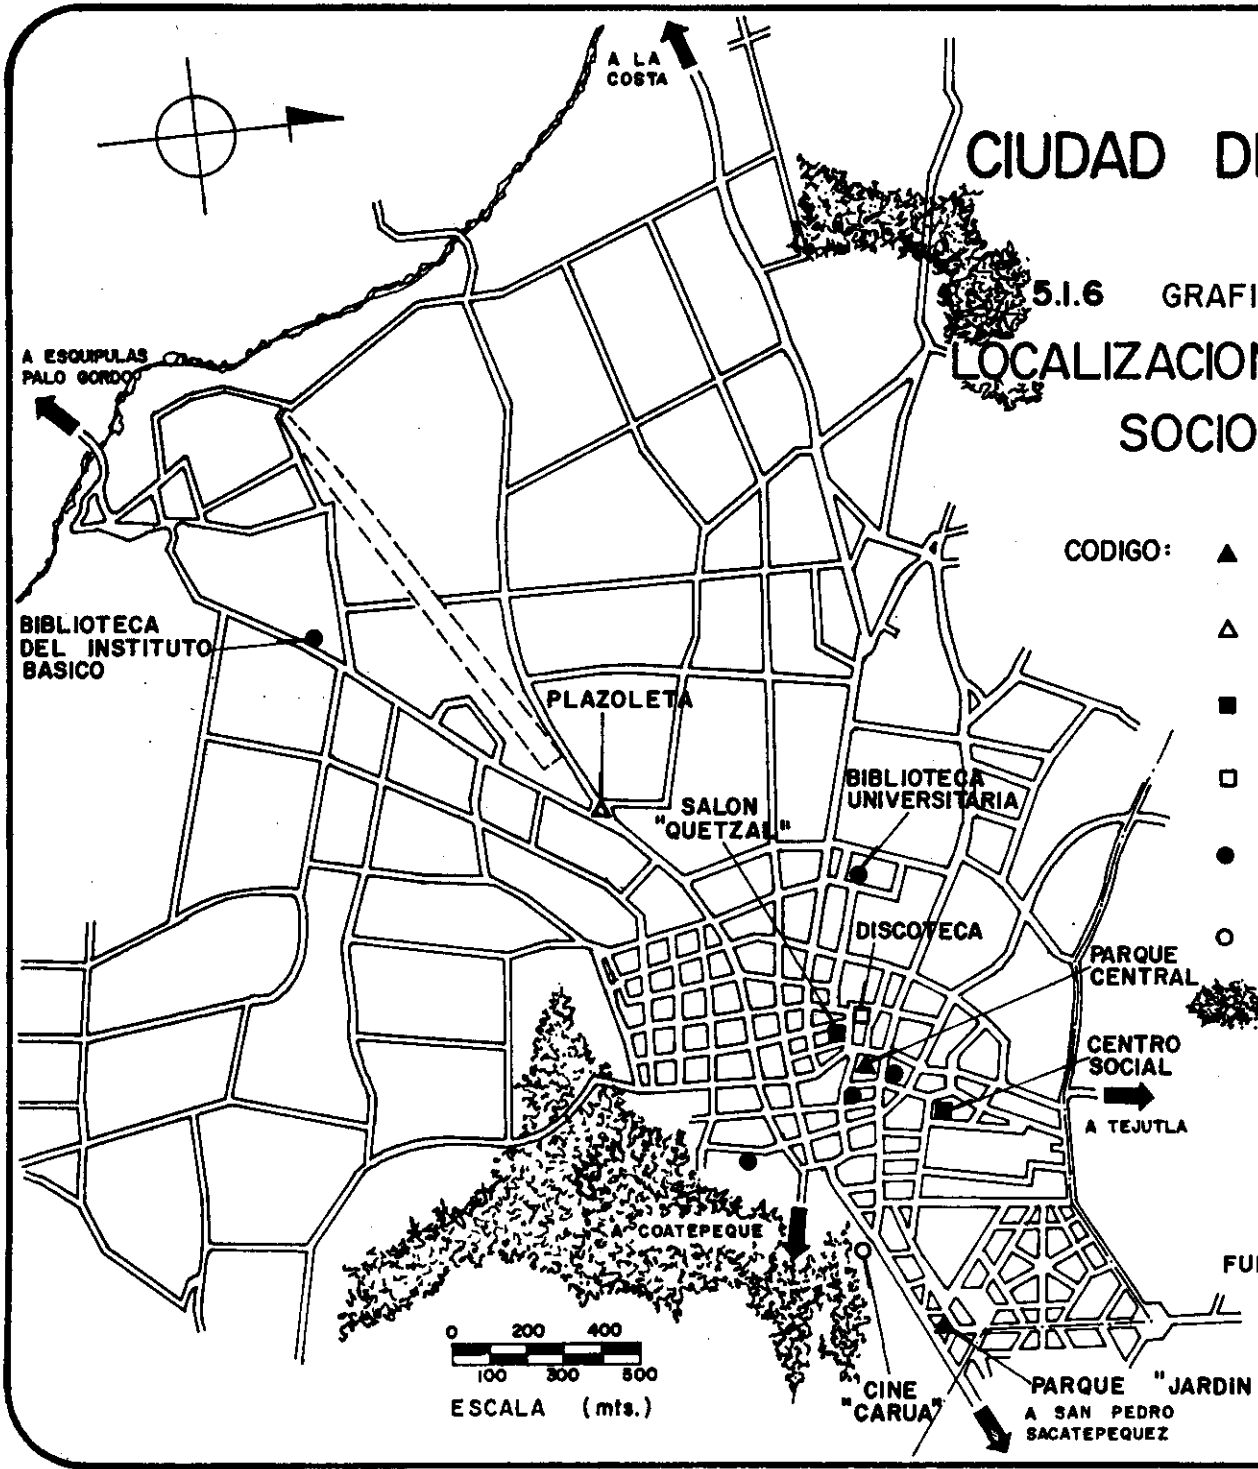 A LA
COSTA
CIUDAD DE
5.1.6 GRAFI
LOCALIZACION
SOCIO
A ESQUIPULAS
PALO GORDO
CODIGO:
BIBLIOTECA
DEL INSTITUTO
BASICO
PLAZOLETA
BIBLIOTECA
UNIVERSITARIA
SALON
"QUETZAL"
DISCOTECA
PARQUE
CENTRAL
CENTRO
SOCIAL
A TEJUTLA
A COATEPEQUE
FUE
0 200 400
100 300 500
ESCALA (mts.)
CINE
"CARUA"
PARQUE "JARDIN
A SAN PEDRO
SACATEPEQUEZ